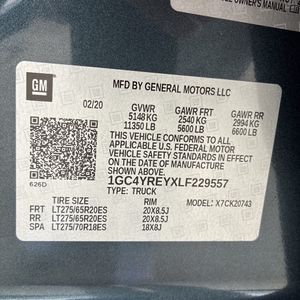 VEHICLE OWNER'S MANUAL
GM
MFD BY GENERAL MOTORS LLC
02/20
GVWR GAWR FRT GAWR RR
5148 KG 2540 KG 2994 KG
11350 LB 5600 LB 6600 LB
THIS VEHICLE CONFORMS TO ALL
APPLICABLE U.S. FEDERAL MOTOR
VEHICLE SAFETY STANDARDS IN
EFFECT ON THE DATE OF
MANUFACTURE SHOWN ABOVE.
1GC4YREYXLF229557
626D
TYPE: TRUCK
TIRE SIZE RIM MODEL: X7CK20743
FRT LT275/65R20ES 20X8.5J
RR LT275/65R20ES 20X8.5J
SPA LT275/70R18ES 18X8J